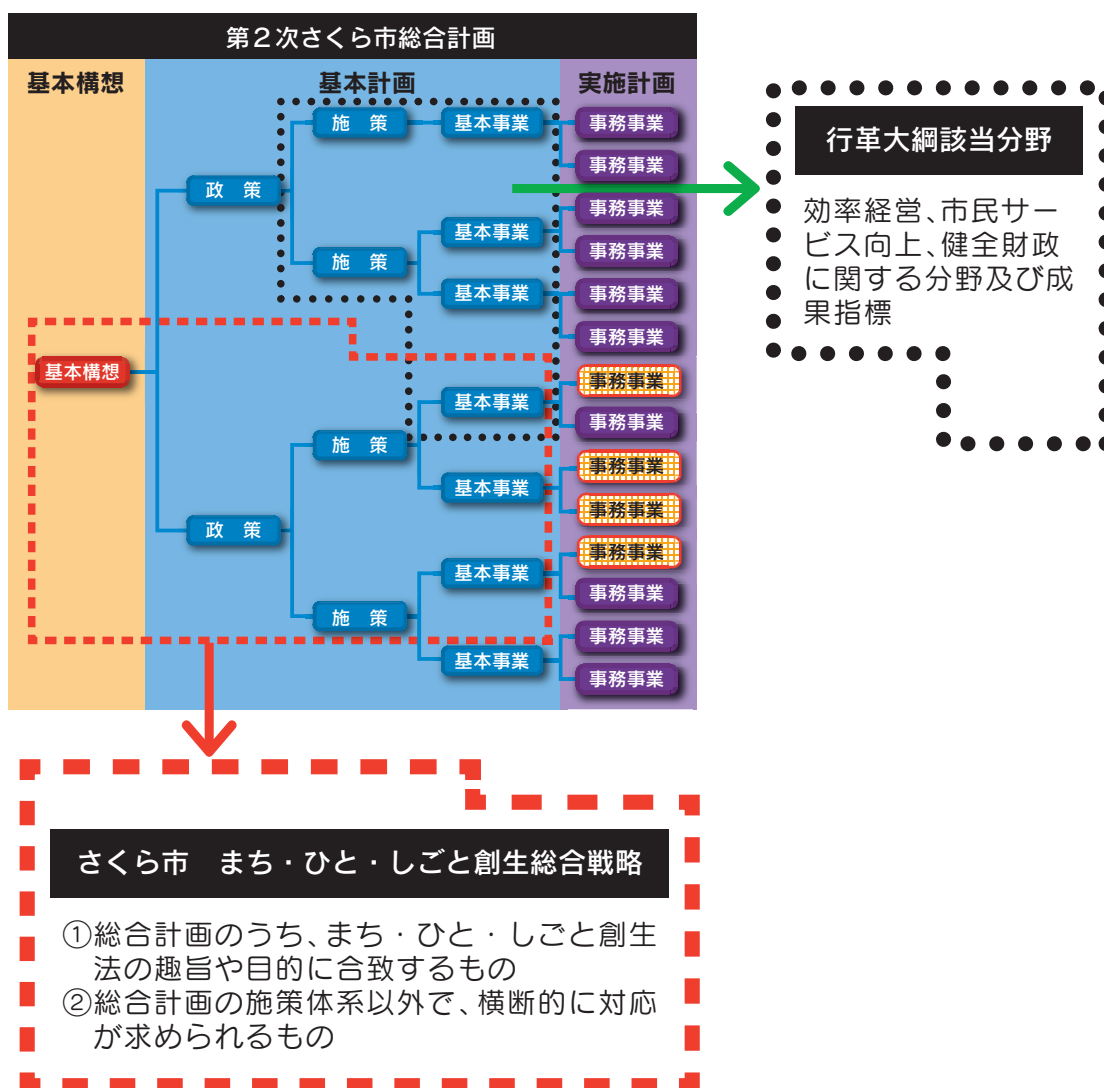 第2次さくら市総合計画
基本構想
基本計画
実施計画
基本構想
政 策
政 策
施 策
施 策
施 策
施 策
基本事業
基本事業
基本事業
基本事業
基本事業
基本事業
基本事業
事務事業
事務事業
事務事業
事務事業
事務事業
事務事業
事務事業
事務事業
事務事業
事務事業
事務事業
事務事業
事務事業
事務事業
行革大綱該当分野
効率経営、市民サー
ビス向上、健全財政
に関する分野及び成
果指標
さくら市　まち・ひと・しごと創生総合戦略
①総合計画のうち、まち・ひと・しごと創生
法の趣旨や目的に合致するもの
②総合計画の施策体系以外で、横断的に対応
が求められるもの